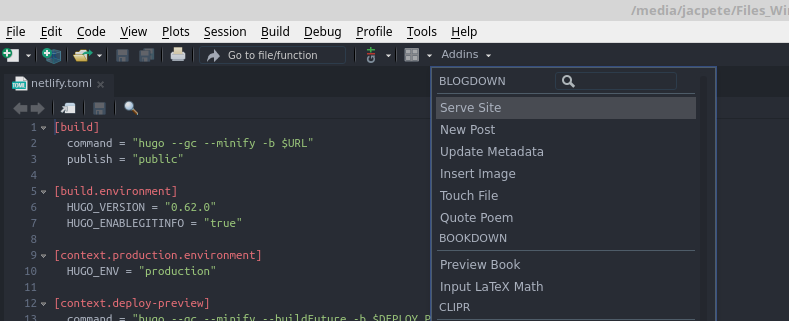 /media/jacpete/Files_Wi
File Edit Code View Plots Session Build Debug Profile Tools Help
Go to file/function Addins
netlify.toml
BLOGDOWN
1 [build]
2 command = "hugo --gc --minify -b $URL"
3 publish = "public"
4
5 [build.environment]
6 HUGO_VERSION = "0.62.0"
7 HUGO_ENABLEGITINFO = "true"
8
9 [context.production.environment]
10 HUGO_ENV = "production"
11
12 [context.deploy-preview]
13 command = "hugo --gc --minify --buildFuture -b $DEPLOY_P
Serve Site
New Post
Update Metadata
Insert Image
Touch File
Quote Poem
BOOKDOWN
Preview Book
Input LaTeX Math
CLIPR